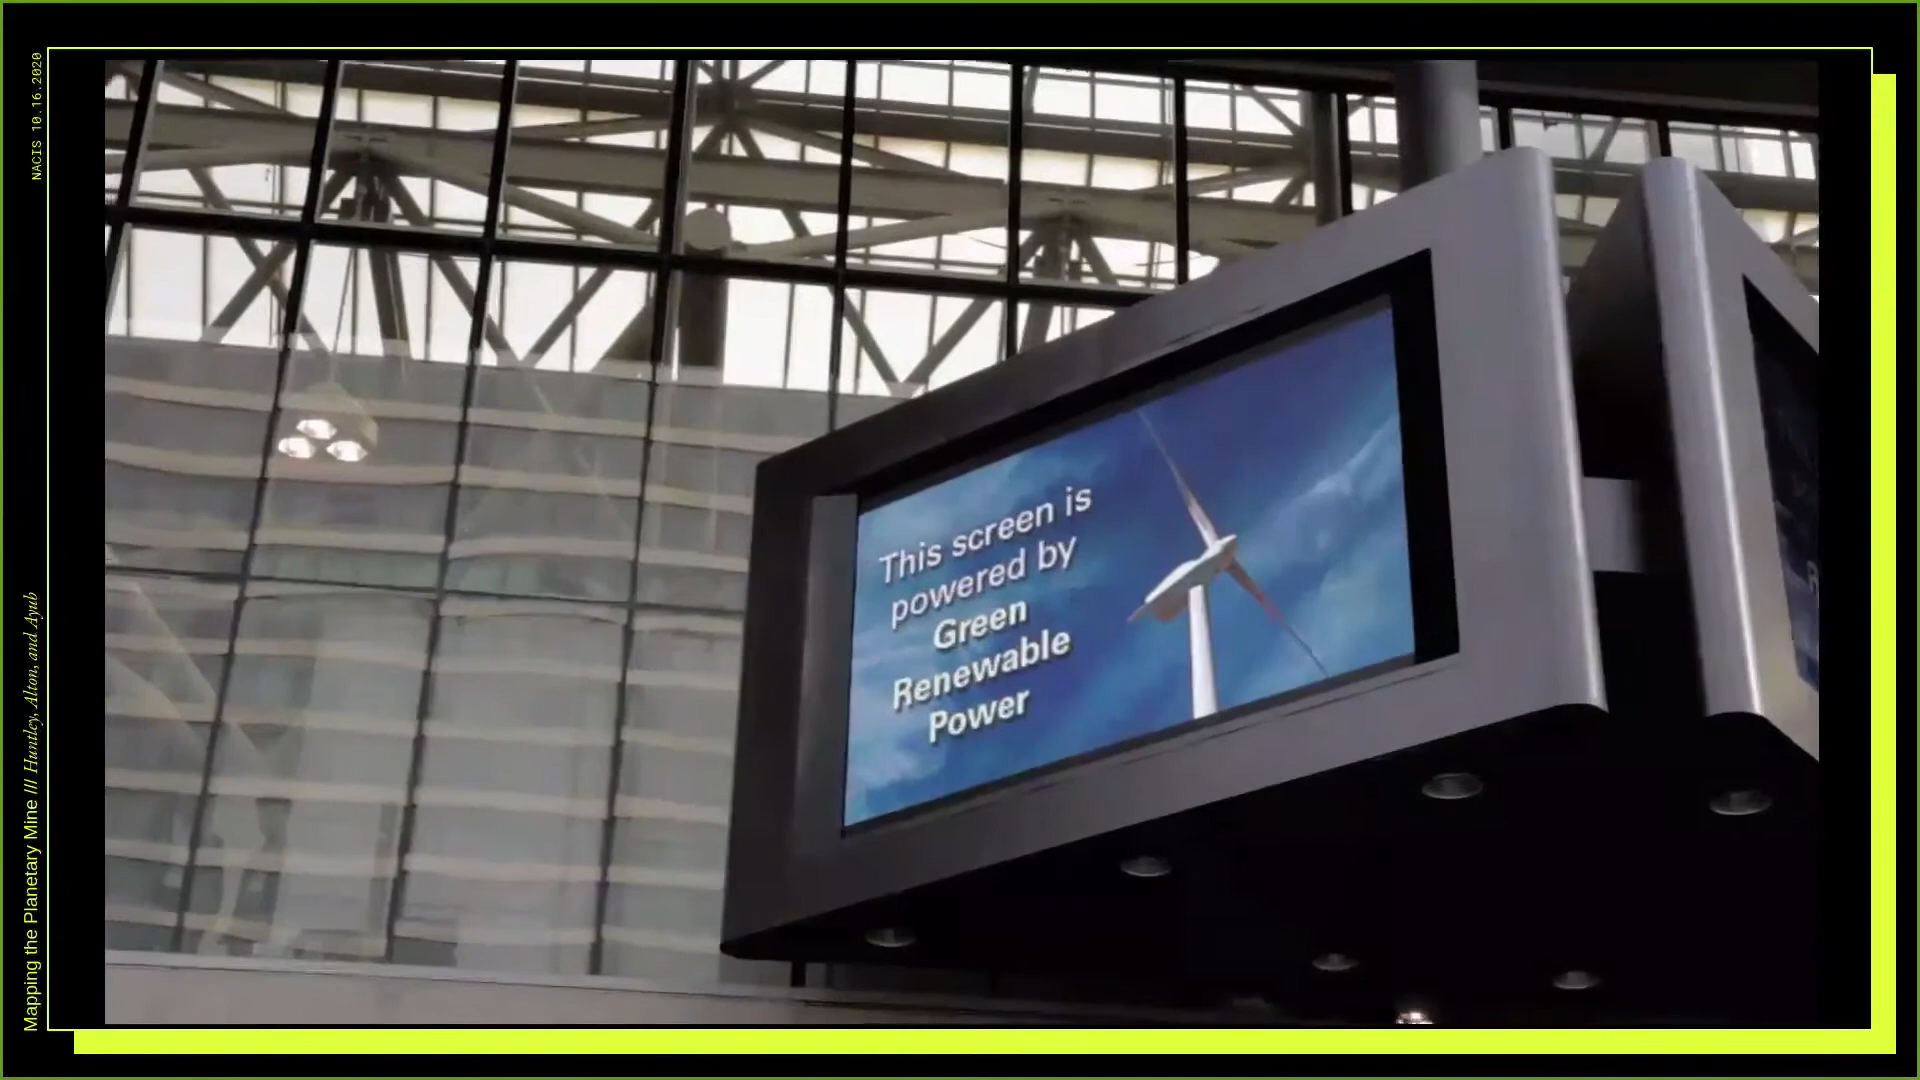 NACIS 10.16.2020
Mapping the Planetary Mine /// Huntley, Alton, and Ayub
This screen is
powered by
Green
Renewable
Power